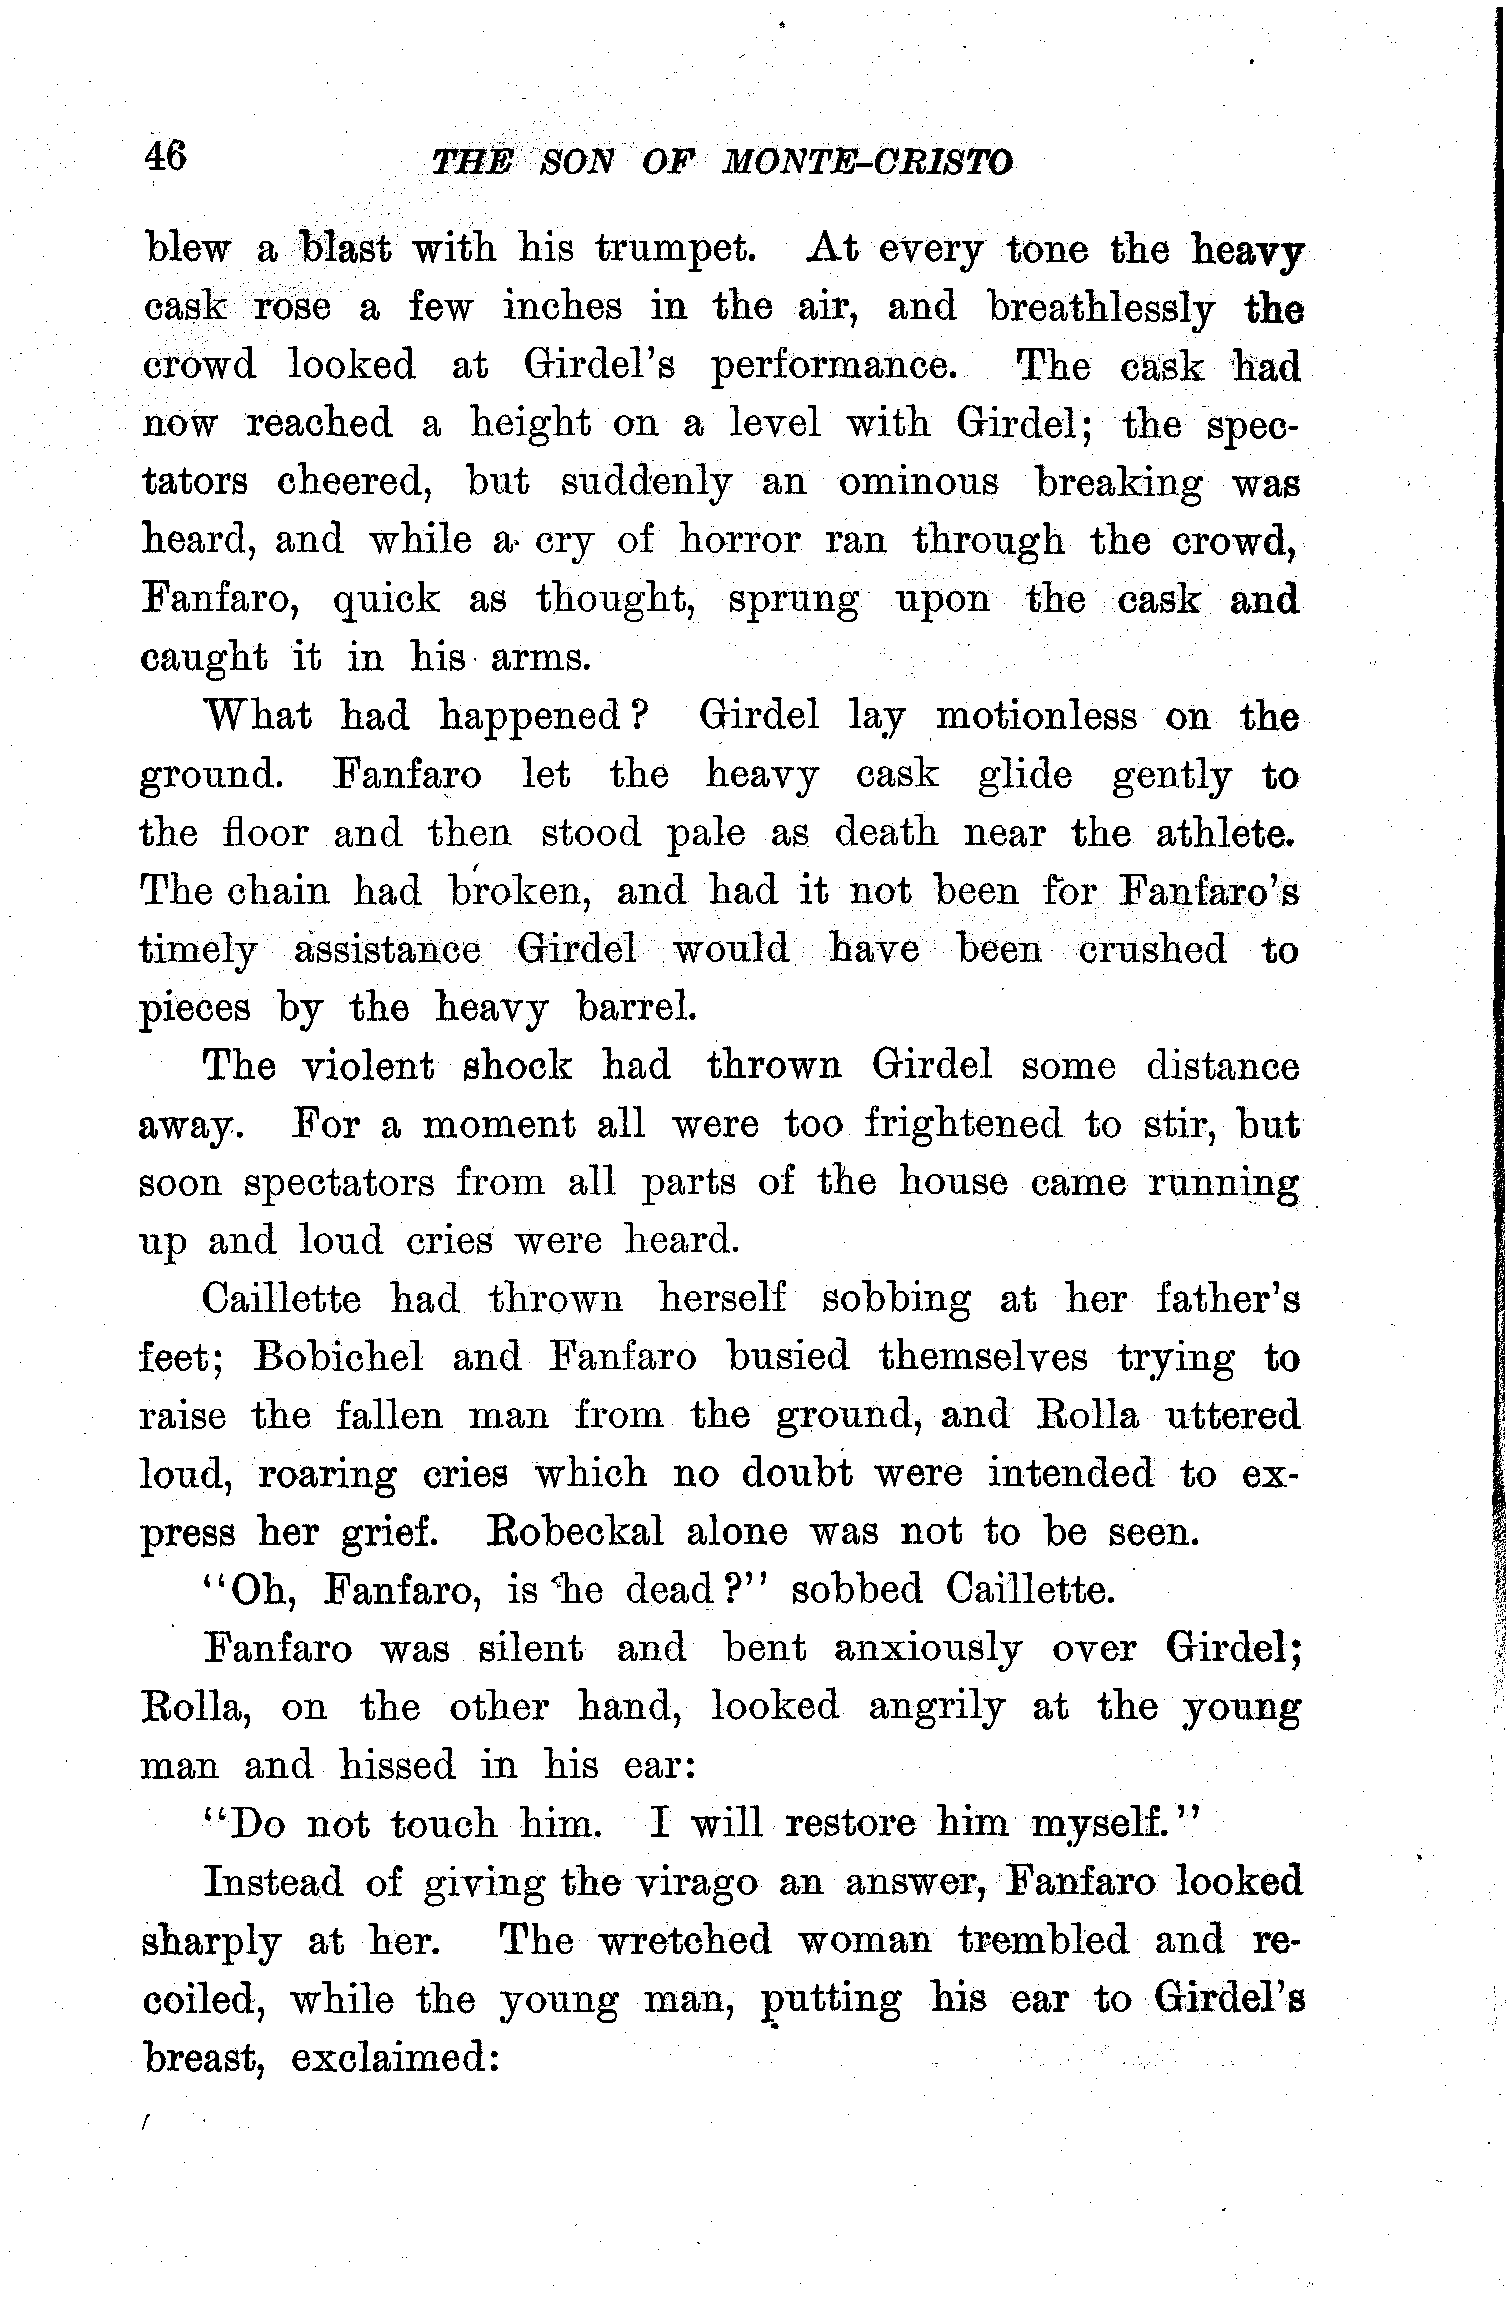 46 THE SON OF MONTE-CRISTO
blew a blast with his trumpet. At every tone the heavy
cask rose a few inches in the air, and breathlessly the
crowd looked at Girdel's performance. The cask had
now reached a height on a level with Girdel; the spec-
tators cheered, but suddenly an ominous breaking was
heard, and while a cry of horror ran through the crowd,
Fanfaro, quick as thought, sprung upon the cask and
caught it in his arms.
What had happened? Girdel lay motionless on the
ground. Fanfaro let the heavy cask glide gently to
the floor and then stood pale as death near the athlete.
The chain had broken, and had it not been for Fanfaro's
timely assistance Girdel would have been crushed to
pieces by the heavy barrel.
The violent shock had thrown Girdel some distance
away. For a moment all were too frightened to stir, but
soon spectators from all parts of the house came running
up and loud cries were heard.
Caillette had thrown herself sobbing at her father's
feet; Bobichel and Fanfaro busied themselves trying to
raise the fallen man from the ground, and Rolla uttered
loud, roaring cries which no doubt were intended to ex-
press her grief. Robeckal alone was not to be seen.
"Oh, Fanfaro, is he dead?" sobbed Caillette.
Fanfaro was silent and bent anxiously over Girdel;
Rolla, on the other hand, looked angrily at the young
man and hissed in his ear:
"Do not touch him. I will restore him myself."
Instead of giving the virago an answer, Fanfaro looked
sharply at her. The wretched woman trembled and re-
coiled, while the young man, putting his ear to Girdel's
breast, exclaimed: